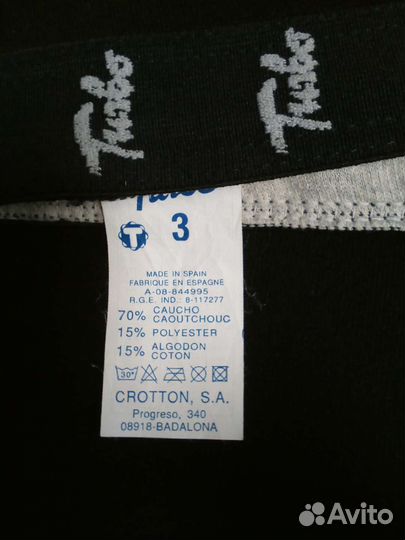 Turbo Turbo
Turbo
T 3
MADE IN SPAIN
FABRIQUE EN ESPAGNE
A-08-844995
R.G.E. IND.: 8-117277
70% CAUCHO
CAOUTCHOUC
15% POLYESTER
15% ALGODON
COTON
30°
CROTTON, S.A.
Progreso, 340
08918-BADALONA
Avito